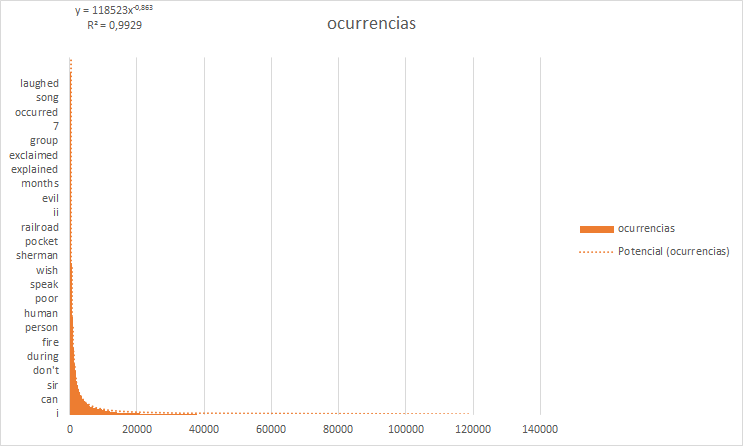 y = 118523x^-0,863
R² = 0,9929
ocurrencias
laughed
song
occurred
7
group
exclaimed
explained
months
evil
ii
railroad
pocket
sherman
wish
speak
poor
human
person
fire
during
don't
sir
can
i
0 20000 40000 60000 80000 100000 120000 140000
ocurrencias
Potencial (ocurrencias)